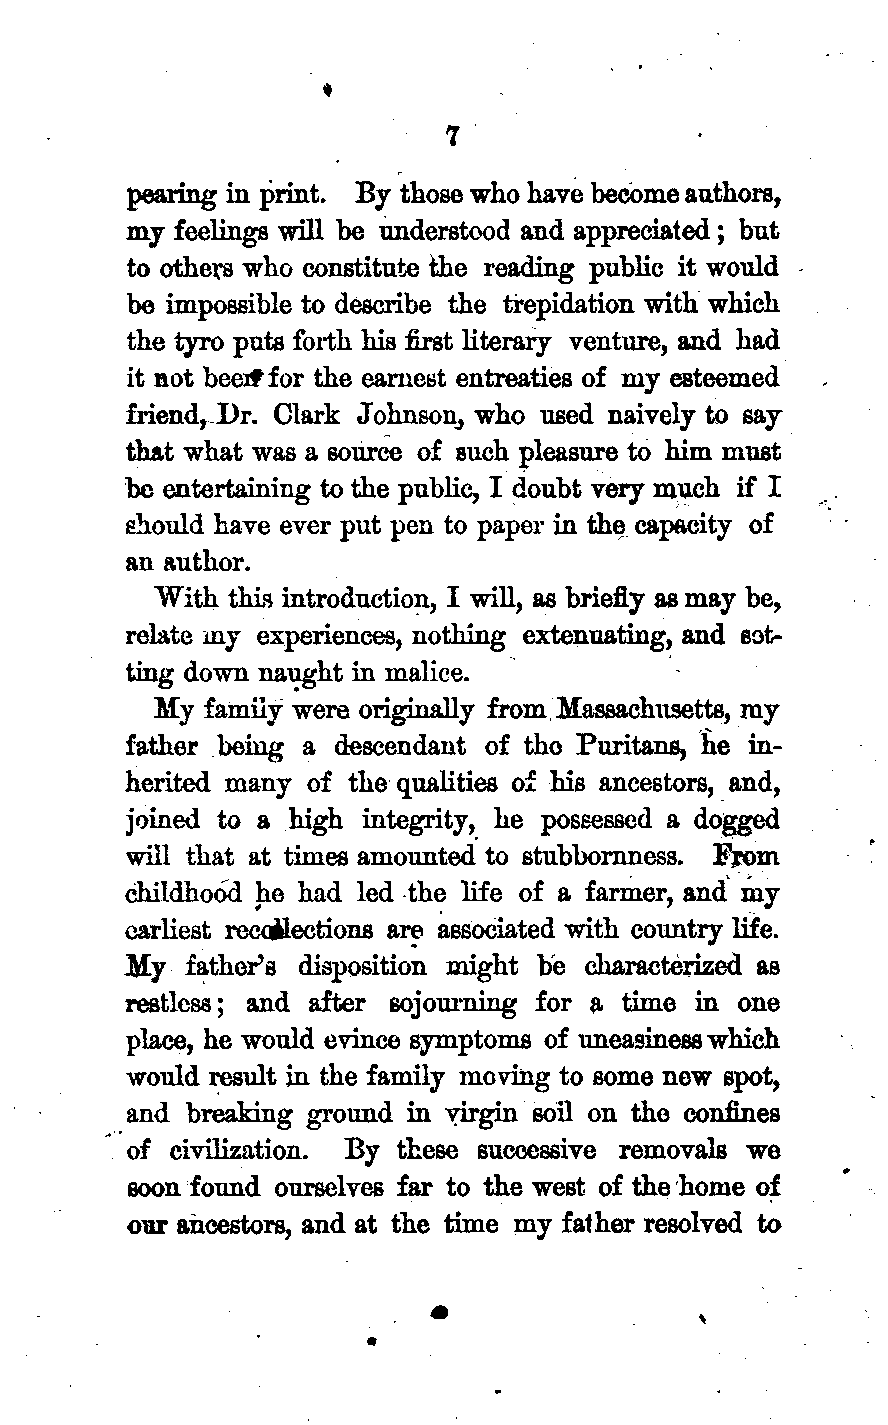 7
pearing in print. By those who have become authors,
my feelings will be understood and appreciated; but
to others who constitute the reading public it would
be impossible to describe the trepidation with which
the tyro puts forth his first literary venture, and had
it not been for the earnest entreaties of my esteemed
friend, Dr. Clark Johnson, who used naively to say
that what was a source of such pleasure to him must
be entertaining to the public, I doubt very much if I
should have ever put pen to paper in the capacity of
an author.
With this introduction, I will, as briefly as may be,
relate my experiences, nothing extenuating, and set-
ting down naught in malice.
My family were originally from Massachusetts, my
father being a descendant of the Puritans, he in-
herited many of the qualities of his ancestors, and,
joined to a high integrity, he possessed a dogged
will that at times amounted to stubbornness. From
childhood he had led the life of a farmer, and my
earliest recollections are associated with country life.
My father's disposition might be characterized as
restless; and after sojourning for a time in one
place, he would evince symptoms of uneasiness which
would result in the family moving to some new spot,
and breaking ground in virgin soil on the confines
of civilization. By these successive removals we
soon found ourselves far to the west of the home of
our ancestors, and at the time my father resolved to